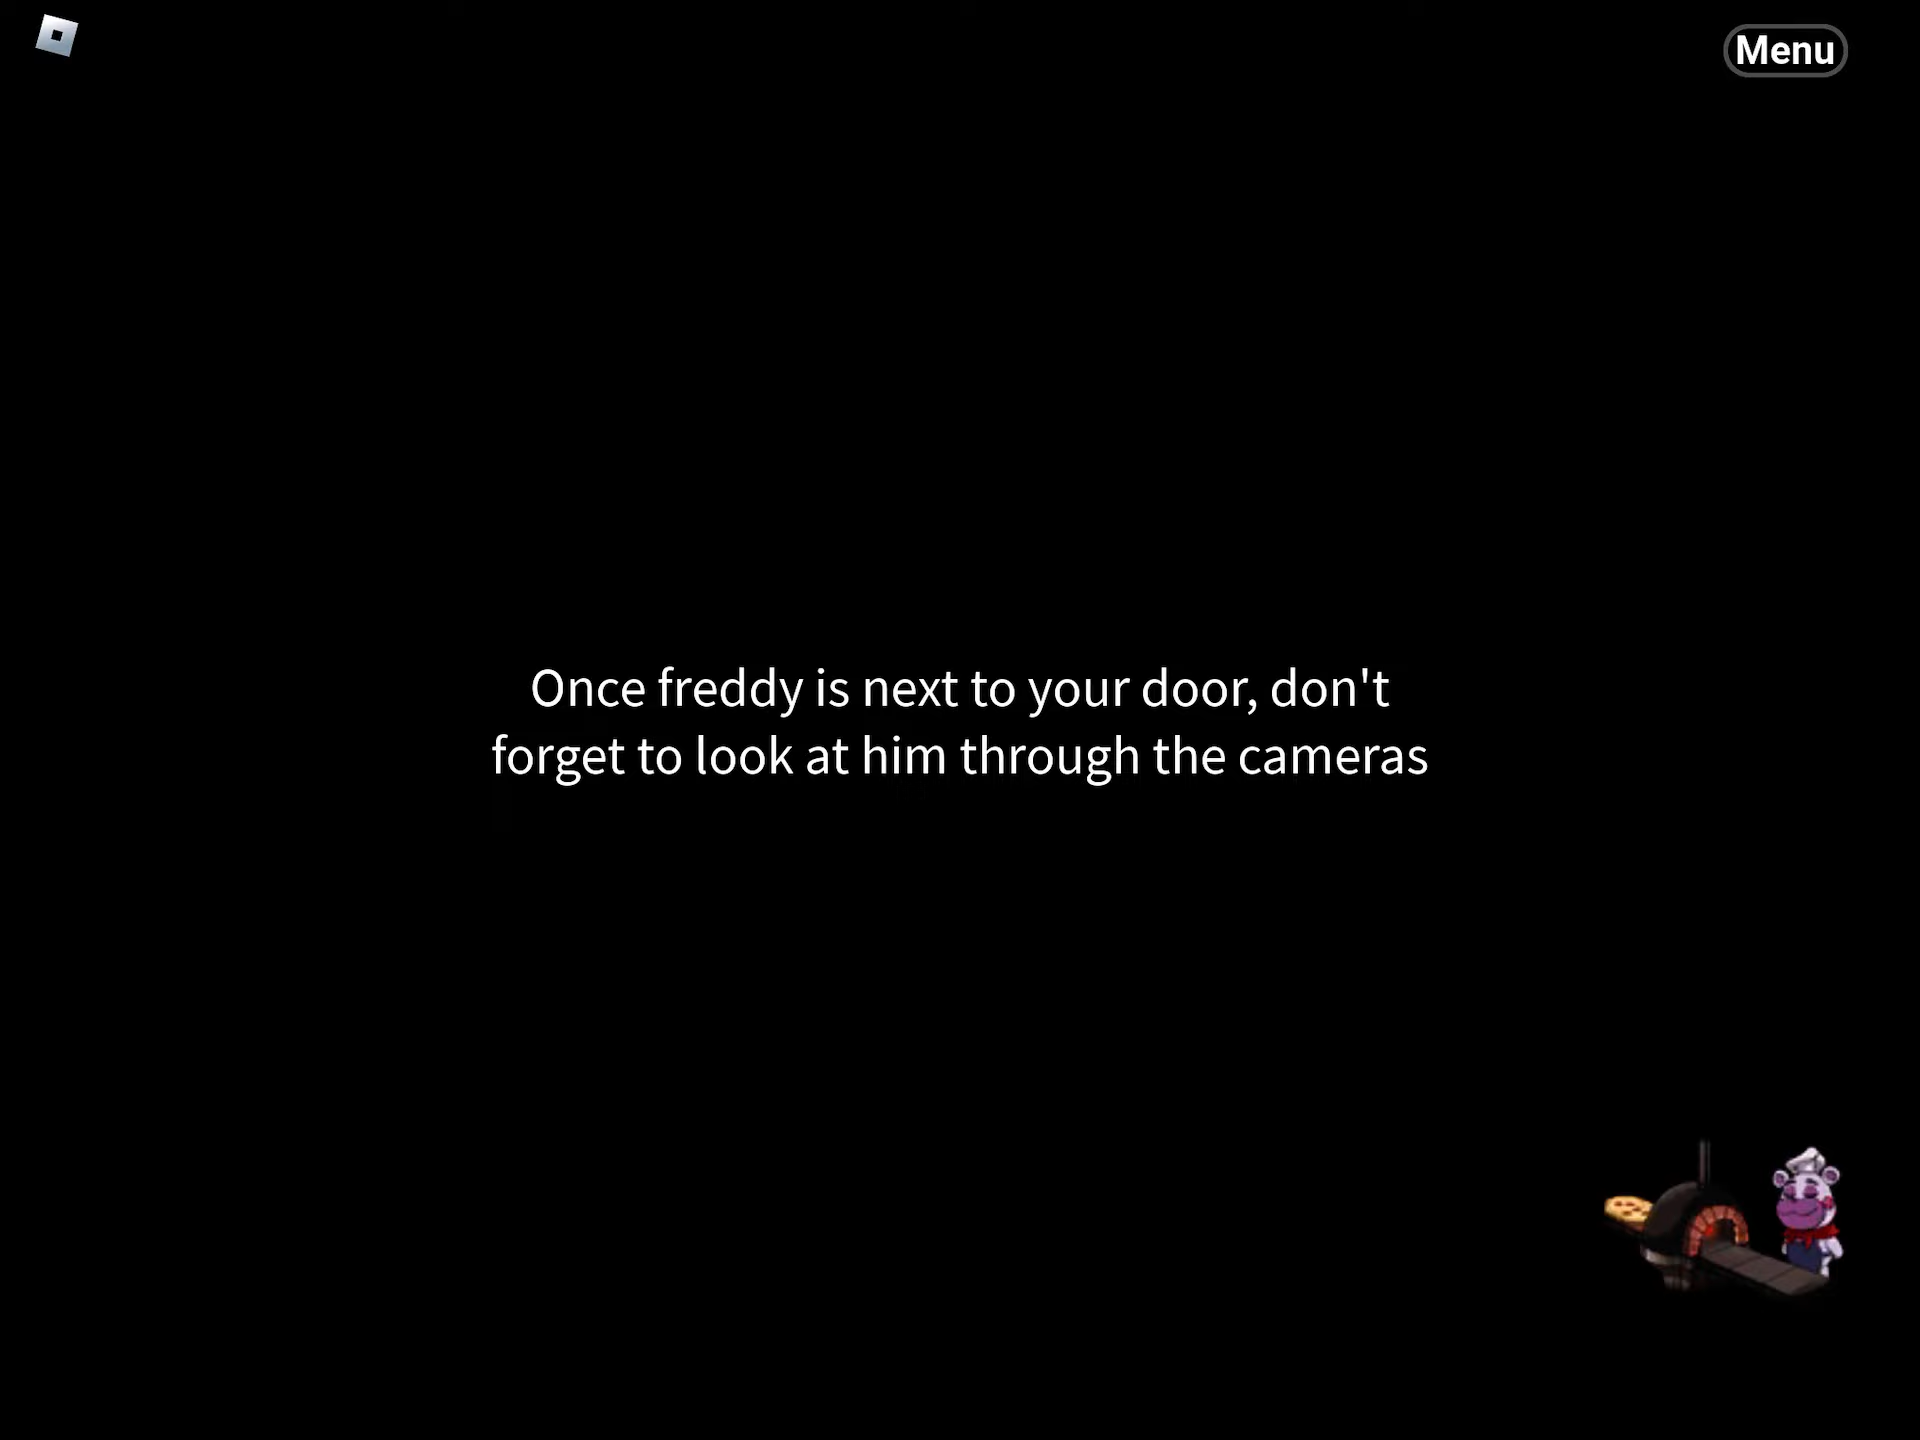 Menu
Once freddy is next to your door, don't
forget to look at him through the cameras